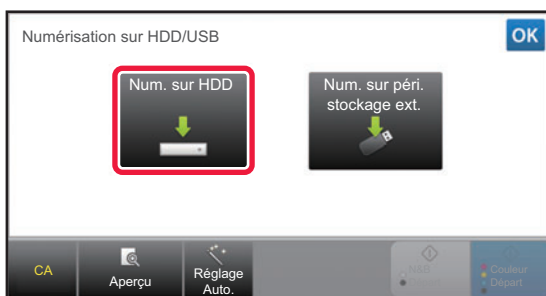 Numérisation sur HDD/USB
OK
Num. sur HDD
Num. sur péri.
stockage ext.
CA
Aperçu
Réglage
Auto.
N&B
Départ
Couleur
Départ